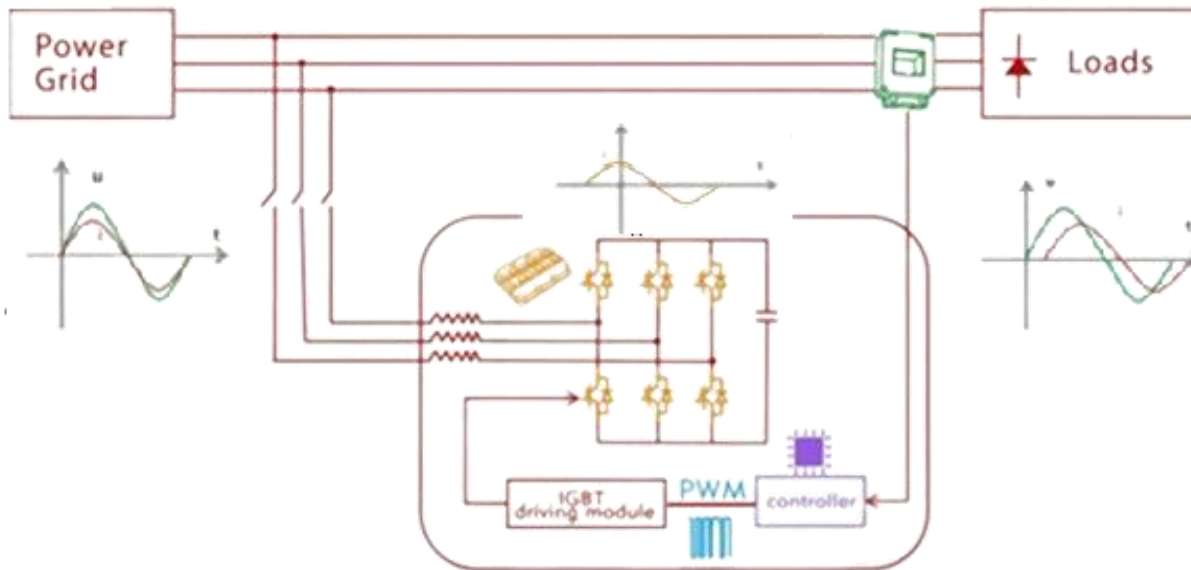 Power
Grid
Loads
u
i
t
i
IGBT
driving module
PWM
controller